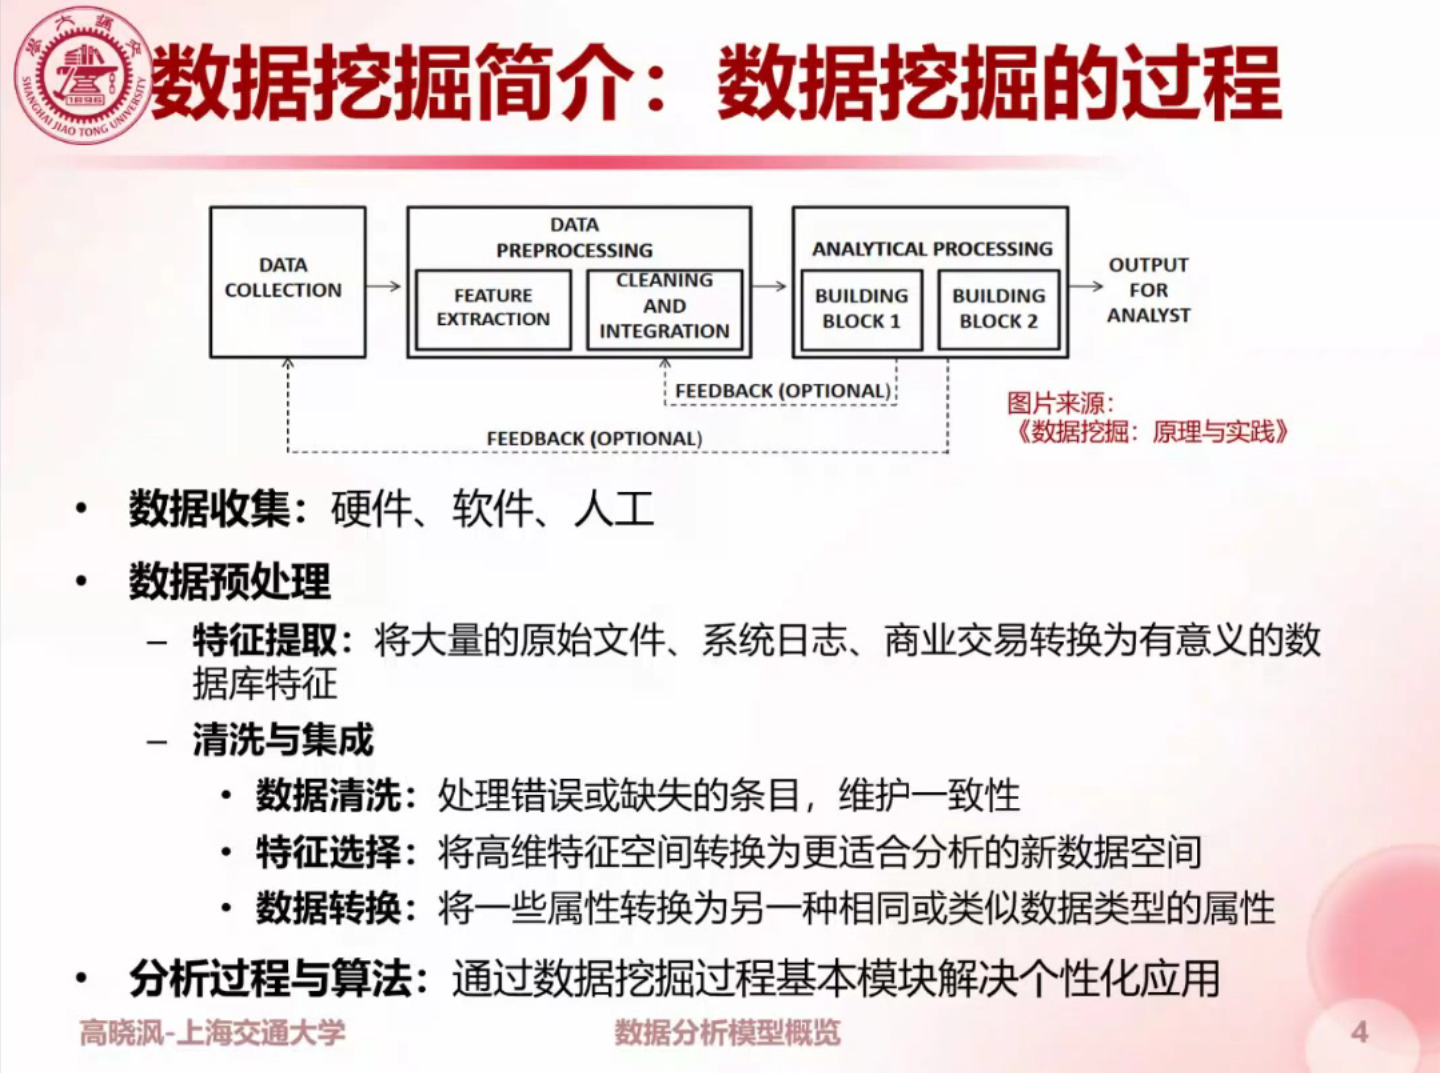 数据挖掘简介：数据挖掘的过程
上海交通大
SHANGHAI JIAO TONG UNIVERSITY
1896
DATA
COLLECTION
DATA
PREPROCESSING
FEATURE
EXTRACTION
CLEANING
AND
INTEGRATION
ANALYTICAL PROCESSING
BUILDING
BLOCK 1
BUILDING
BLOCK 2
OUTPUT
FOR
ANALYST
FEEDBACK (OPTIONAL)
FEEDBACK (OPTIONAL)
图片来源：
《数据挖掘：原理与实践》
• 数据收集：硬件、软件、人工
• 数据预处理
– 特征提取：将大量的原始文件、系统日志、商业交易转换为有意义的数
据库特征
– 清洗与集成
• 数据清洗：处理错误或缺失的条目，维护一致性
• 特征选择：将高维特征空间转换为更适合分析的新数据空间
• 数据转换：将一些属性转换为另一种相同或类似数据类型的属性
• 分析过程与算法：通过数据挖掘过程基本模块解决个性化应用
高晓沨-上海交通大学
数据分析模型概览
4